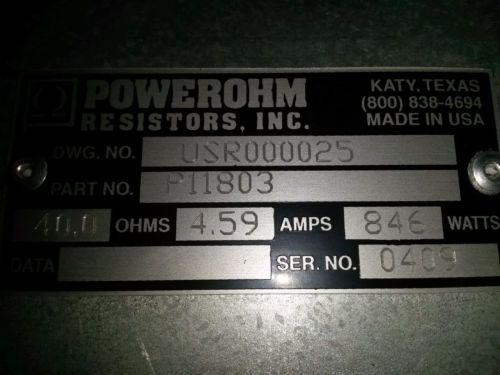 POWEROHM
RESISTORS, INC.
KATY, TEXAS
(800) 838-4694
MADE IN USA
DWG. NO. USR000025
PART NO. P11803
40.0 OHMS 4.59 AMPS 846 WATTS
DATA SER. NO. 0409